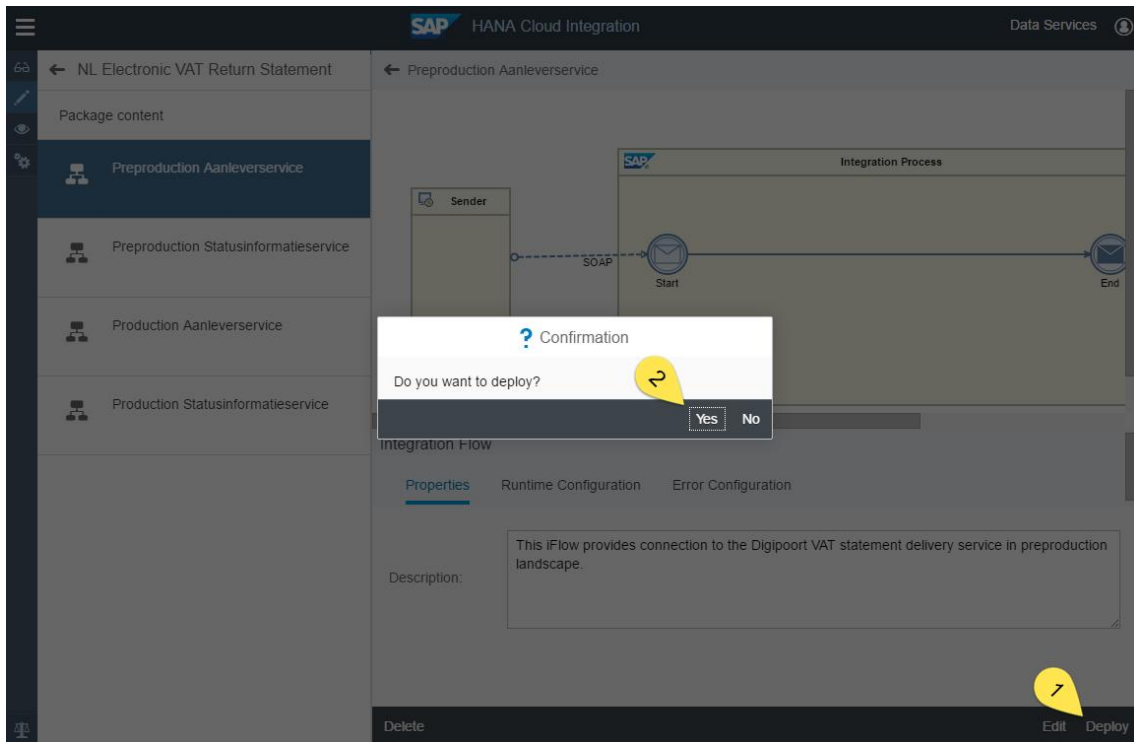 SAP HANA Cloud Integration
Data Services
NL Electronic VAT Return Statement
Package content
Preproduction Aanleverservice
Preproduction Statusinformatieservice
Production Aanleverservice
Production Statusinformatieservice
Preproduction Aanleverservice
SAP
Integration Process
Sender
SOAP
Start
End
? Confirmation
Do you want to deploy?
2
Yes No
Integration Flow
Properties Runtime Configuration Error Configuration
Description:
This iFlow provides connection to the Digipoort VAT statement delivery service in preproduction
landscape.
1
Delete
Edit Deploy